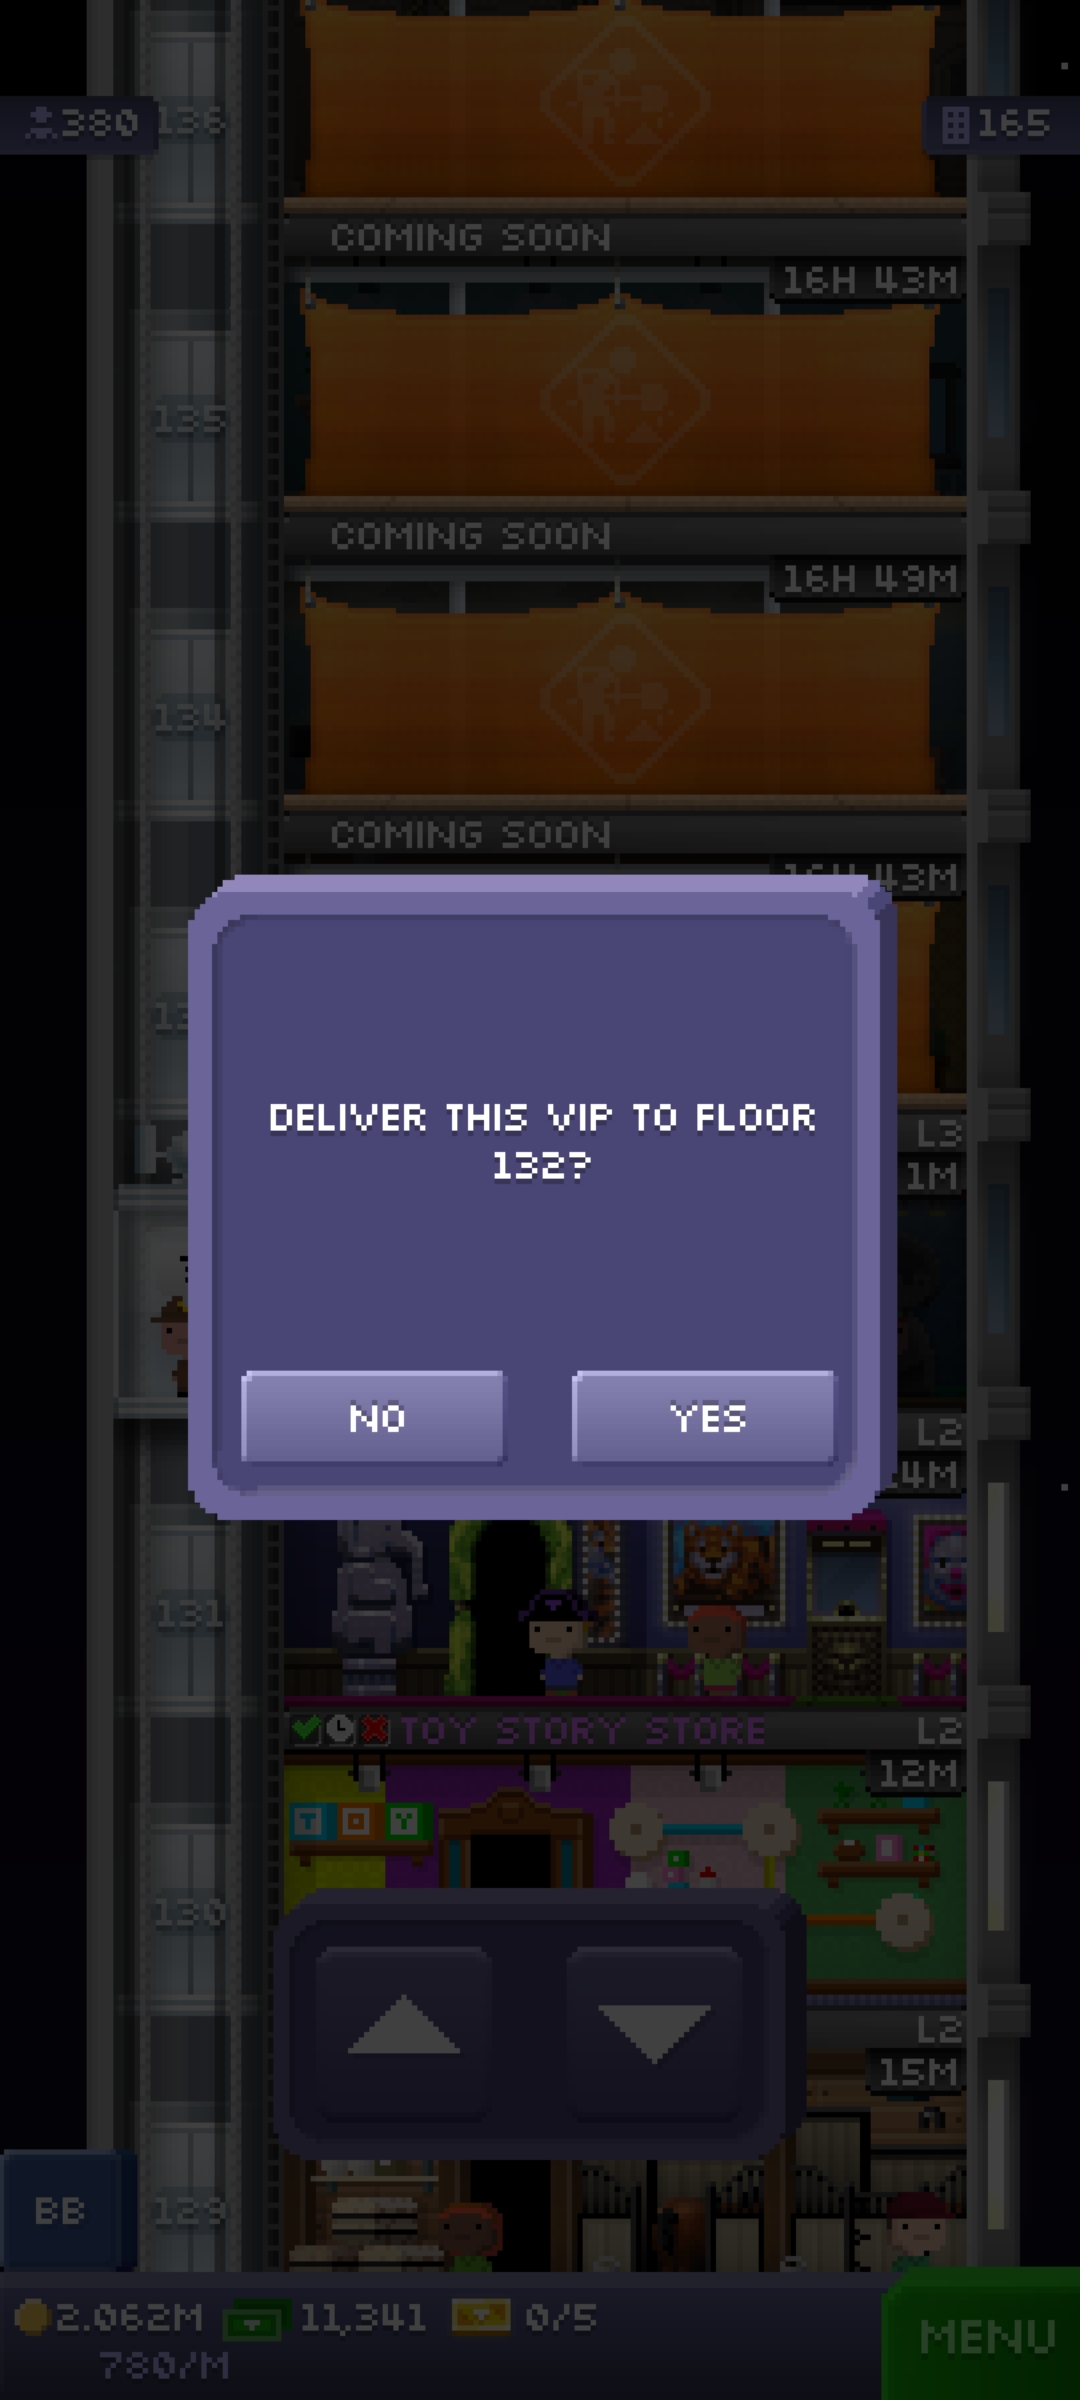 380
136
165
COMING SOON
16H 43M
135
COMING SOON
16H 49M
134
COMING SOON
16H 43M
L3
1M
DELIVER THIS VIP TO FLOOR
132?
NO
YES
L2
4M
131
TOY STORY STORE
L2
12M
T O Y
130
L2
15M
BB
129
2.062M
11,341
0/5
MENU
780/M